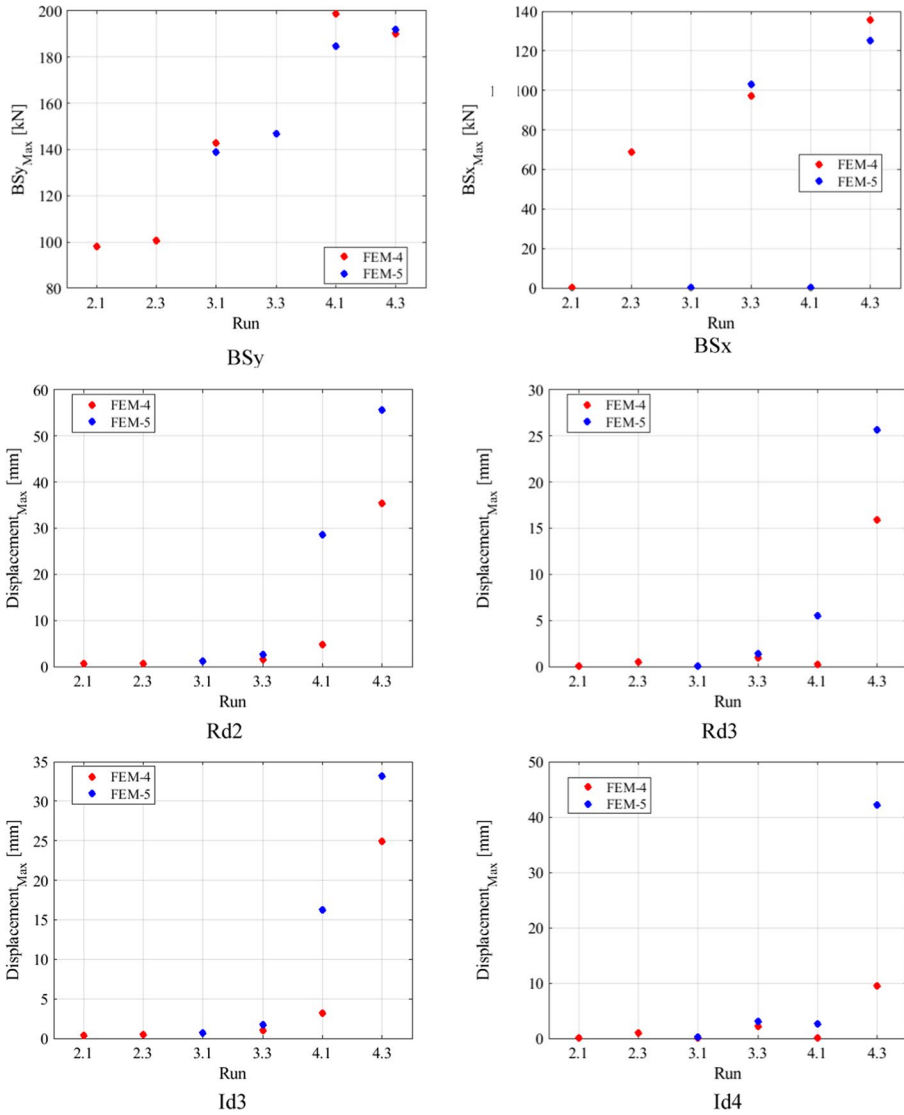 200
180
160
140
120
100
80
BSyMax [kN]
FEM-4
FEM-5
2.1 2.3 3.1 3.3 4.1 4.3
Run
BSy
140
120
100
80
60
40
20
0
BSxMax [kN]
FEM-4
FEM-5
2.1 2.3 3.1 3.3 4.1 4.3
Run
BSx
60
50
40
30
20
10
0
DisplacementMax [mm]
FEM-4
FEM-5
2.1 2.3 3.1 3.3 4.1 4.3
Run
Rd2
30
25
20
15
10
5
0
DisplacementMax [mm]
FEM-4
FEM-5
2.1 2.3 3.1 3.3 4.1 4.3
Run
Rd3
35
30
25
20
15
10
5
0
DisplacementMax [mm]
FEM-4
FEM-5
2.1 2.3 3.1 3.3 4.1 4.3
Run
Id3
50
40
30
20
10
0
DisplacementMax [mm]
FEM-4
FEM-5
2.1 2.3 3.1 3.3 4.1 4.3
Run
Id4